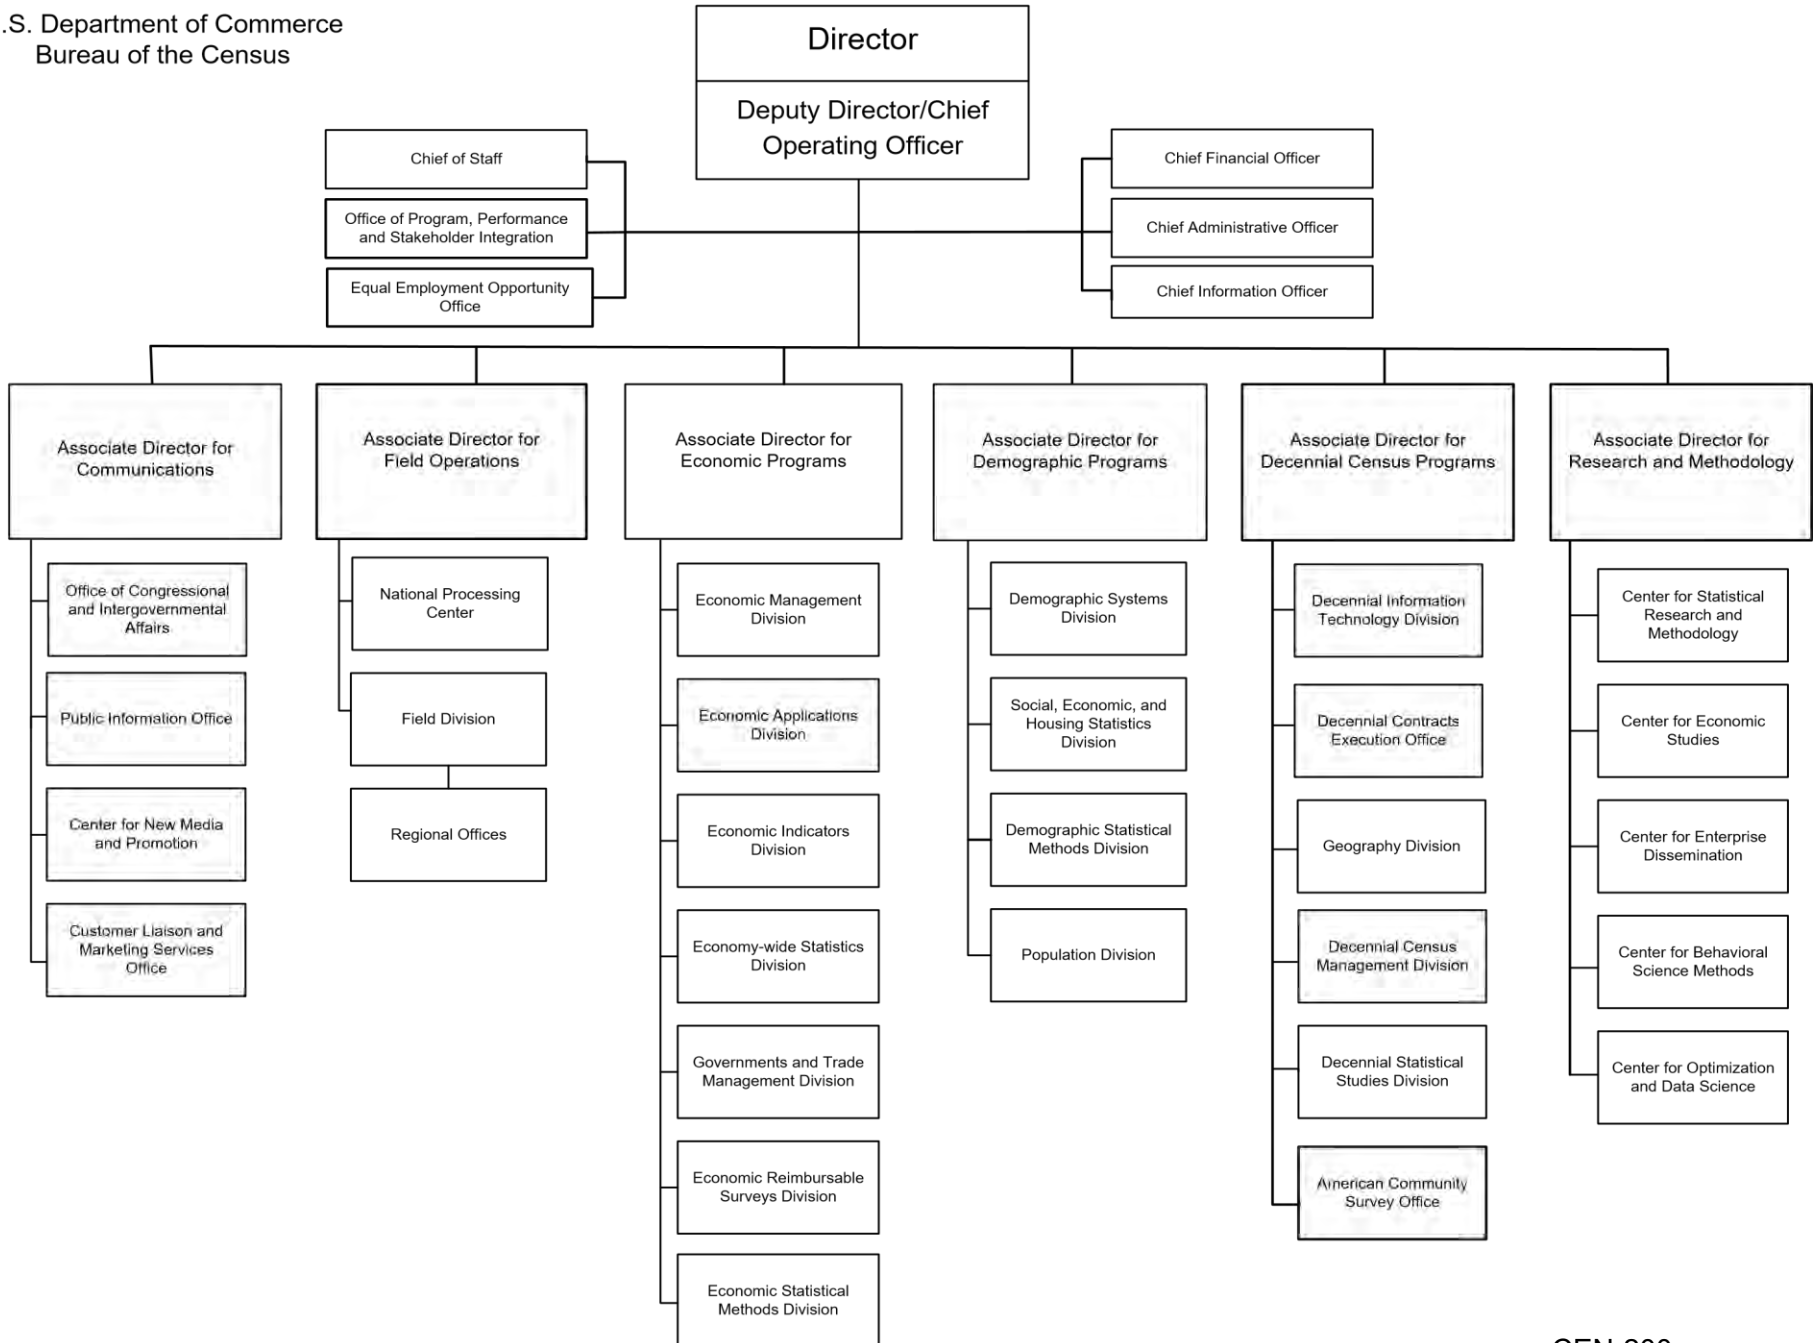 .S. Department of Commerce
Bureau of the Census
Director
Deputy Director/Chief
Operating Officer
Chief of Staff
Office of Program, Performance
and Stakeholder Integration
Equal Employment Opportunity
Office
Chief Financial Officer
Chief Administrative Officer
Chief Information Officer
Associate Director for
Communications
Office of Congressional
and Intergovernmental
Affairs
Public Information Office
Center for New Media
and Promotion
Customer Liaison and
Marketing Services
Office
Associate Director for
Field Operations
National Processing
Center
Field Division
Regional Offices
Associate Director for
Economic Programs
Economic Management
Division
Economic Applications
Division
Economic Indicators
Division
Economy-wide Statistics
Division
Governments and Trade
Management Division
Economic Reimbursable
Surveys Division
Economic Statistical
Methods Division
Associate Director for
Demographic Programs
Demographic Systems
Division
Social, Economic, and
Housing Statistics
Division
Demographic Statistical
Methods Division
Population Division
Associate Director for
Decennial Census Programs
Decennial Information
Technology Division
Decennial Contracts
Execution Office
Geography Division
Decennial Census
Management Division
Decennial Statistical
Studies Division
American Community
Survey Office
Associate Director for
Research and Methodology
Center for Statistical
Research and
Methodology
Center for Economic
Studies
Center for Enterprise
Dissemination
Center for Behavioral
Science Methods
Center for Optimization
and Data Science